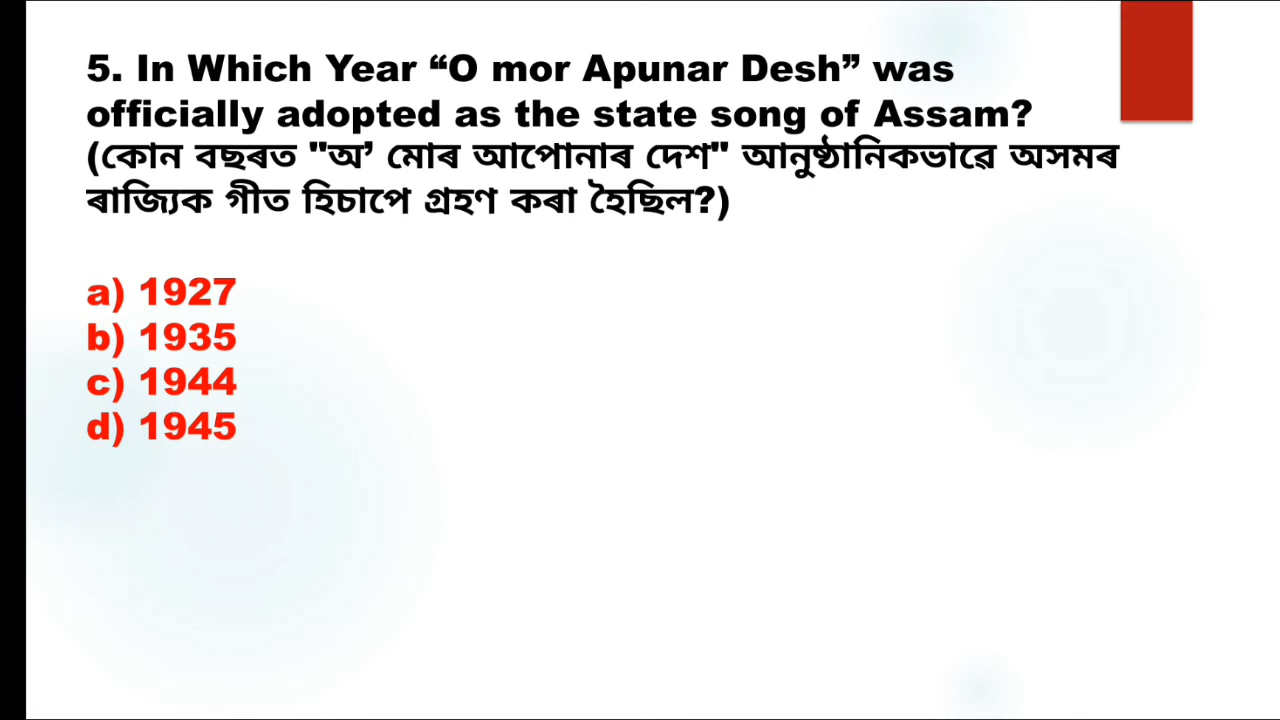 5. In Which Year “O mor Apunar Desh” was
officially adopted as the state song of Assam?
(কোন বছৰত "অ’ মোৰ আপোনাৰ দেশ" আনুষ্ঠানিকভাৱে অসমৰ
ৰাজ্যিক গীত হিচাপে গ্ৰহণ কৰা হৈছিল?)
a) 1927
b) 1935
c) 1944
d) 1945